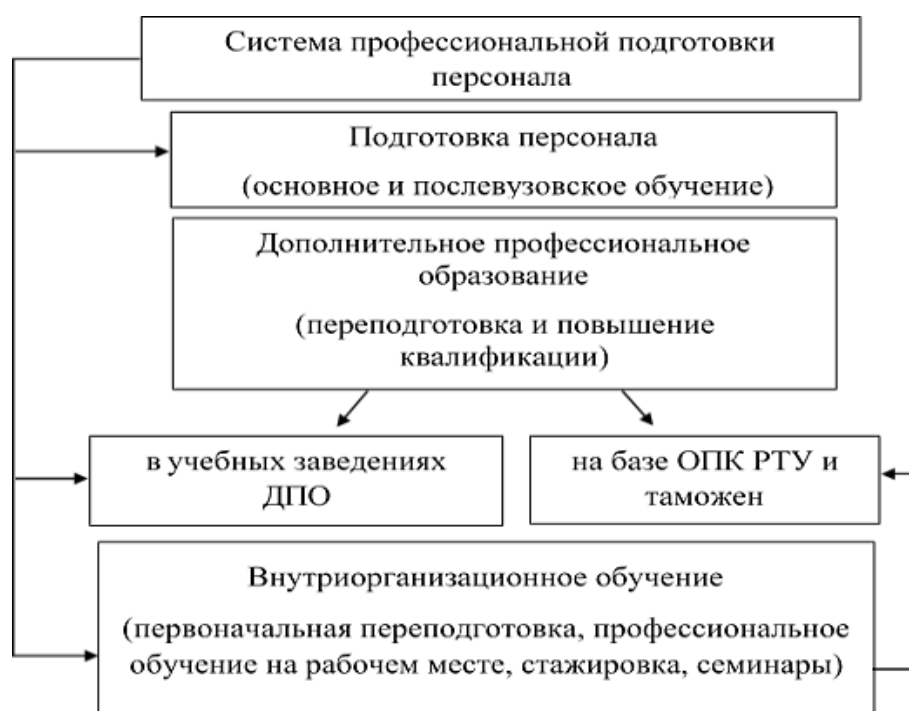 Система профессиональной подготовки
персонала
Подготовка персонала
(основное и послевузовское обучение)
Дополнительное профессиональное
образование
(переподготовка и повышение
квалификации)
в учебных заведениях
ДПО
на базе ОПК РТУ и
таможен
Внутриорганизационное обучение
(первоначальная переподготовка, профессиональное
обучение на рабочем месте, стажировка, семинары)